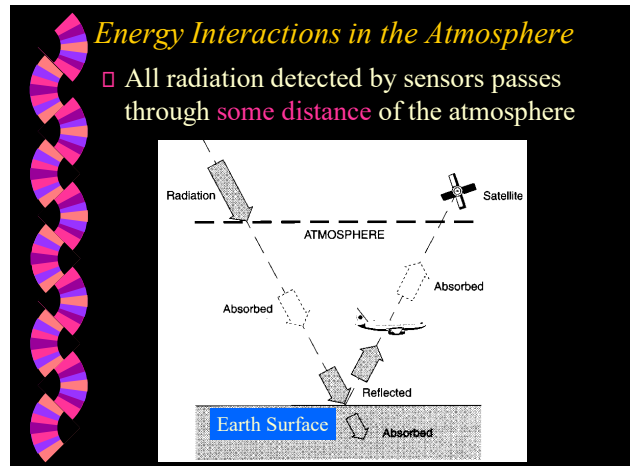 Energy Interactions in the Atmosphere
All radiation detected by sensors passes
through some distance of the atmosphere
Radiation
Satellite
ATMOSPHERE
Absorbed
Absorbed
Reflected
Earth Surface
Absorbed